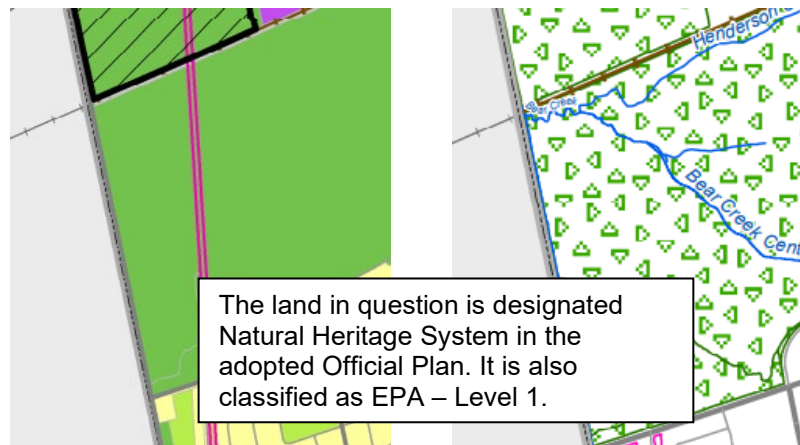 Henderson
Bear Creek
Bear Creek Cent
The land in question is designated
Natural Heritage System in the
adopted Official Plan. It is also
classified as EPA – Level 1.